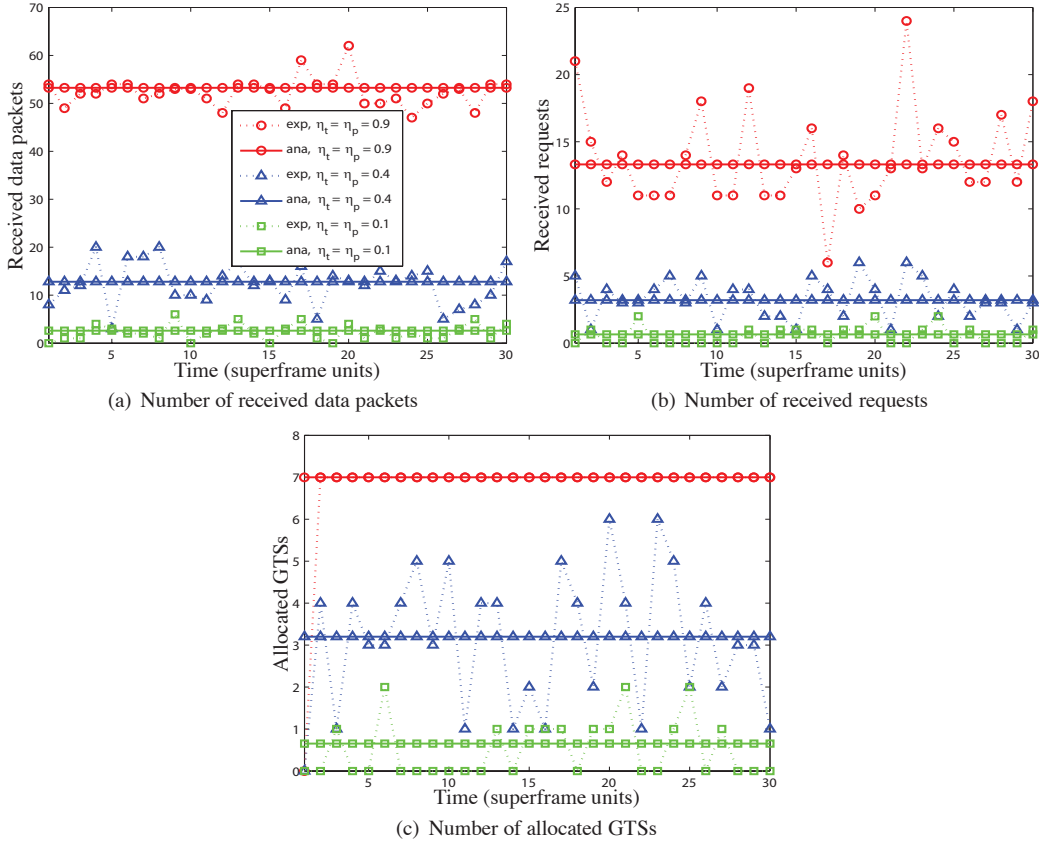 70
60
50
40
30
20
10
0
5
10
15
20
25
30
Received data packets
Time (superframe units)
exp, ηt = ηp = 0.9
ana, ηt = ηp = 0.9
exp, ηt = ηp = 0.4
ana, ηt = ηp = 0.4
exp, ηt = ηp = 0.1
ana, ηt = ηp = 0.1
(a) Number of received data packets
25
20
15
10
5
0
5
10
15
20
25
30
Received requests
Time (superframe units)
(b) Number of received requests
8
7
6
5
4
3
2
1
0
5
10
15
20
25
30
Allocated GTSs
Time (superframe units)
(c) Number of allocated GTSs